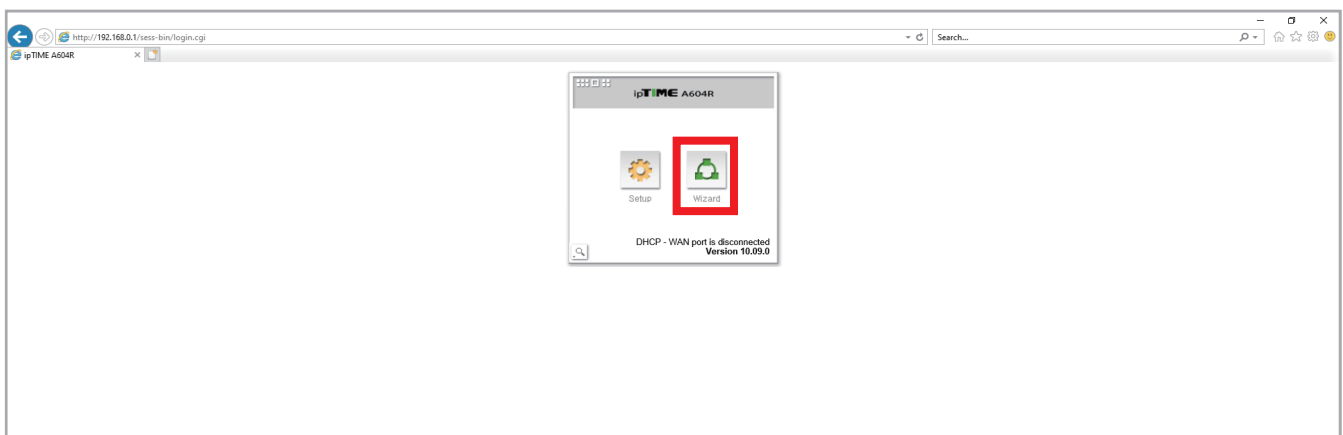 http://192.168.0.1/sess-bin/login.cgi
Search...
ipTIME A604R
ipTIME A604R
Setup
Wizard
DHCP - WAN port is disconnected
Version 10.09.0